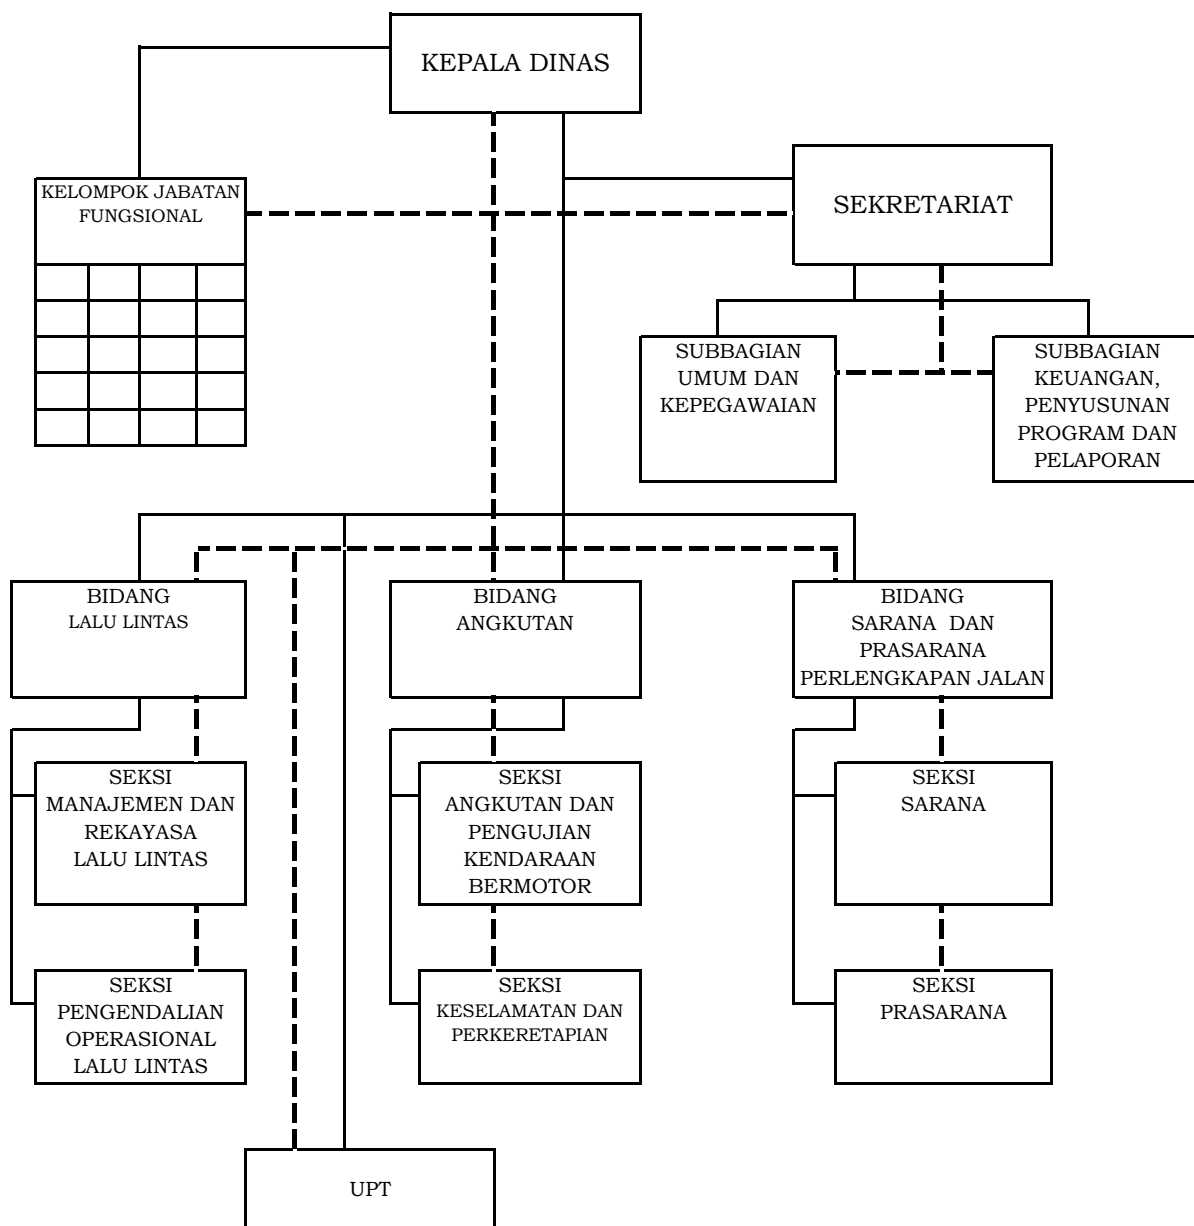 KEPALA DINAS
KELOMPOK JABATAN
FUNGSIONAL
SEKRETARIAT
SUBBAGIAN
UMUM DAN
KEPEGAWAIAN
SUBBAGIAN
KEUANGAN,
PENYUSUNAN
PROGRAM DAN
PELAPORAN
BIDANG
LALU LINTAS
BIDANG
ANGKUTAN
BIDANG
SARANA DAN
PRASARANA
PERLENGKAPAN JALAN
SEKSI
MANAJEMEN DAN
REKAYASA
LALU LINTAS
SEKSI
ANGKUTAN DAN
PENGUJIAN
KENDARAAN
BERMOTOR
SEKSI
SARANA
SEKSI
PENGENDALIAN
OPERASIONAL
LALU LINTAS
SEKSI
KESELAMATAN DAN
PERKERETAPIAN
SEKSI
PRASARANA
UPT